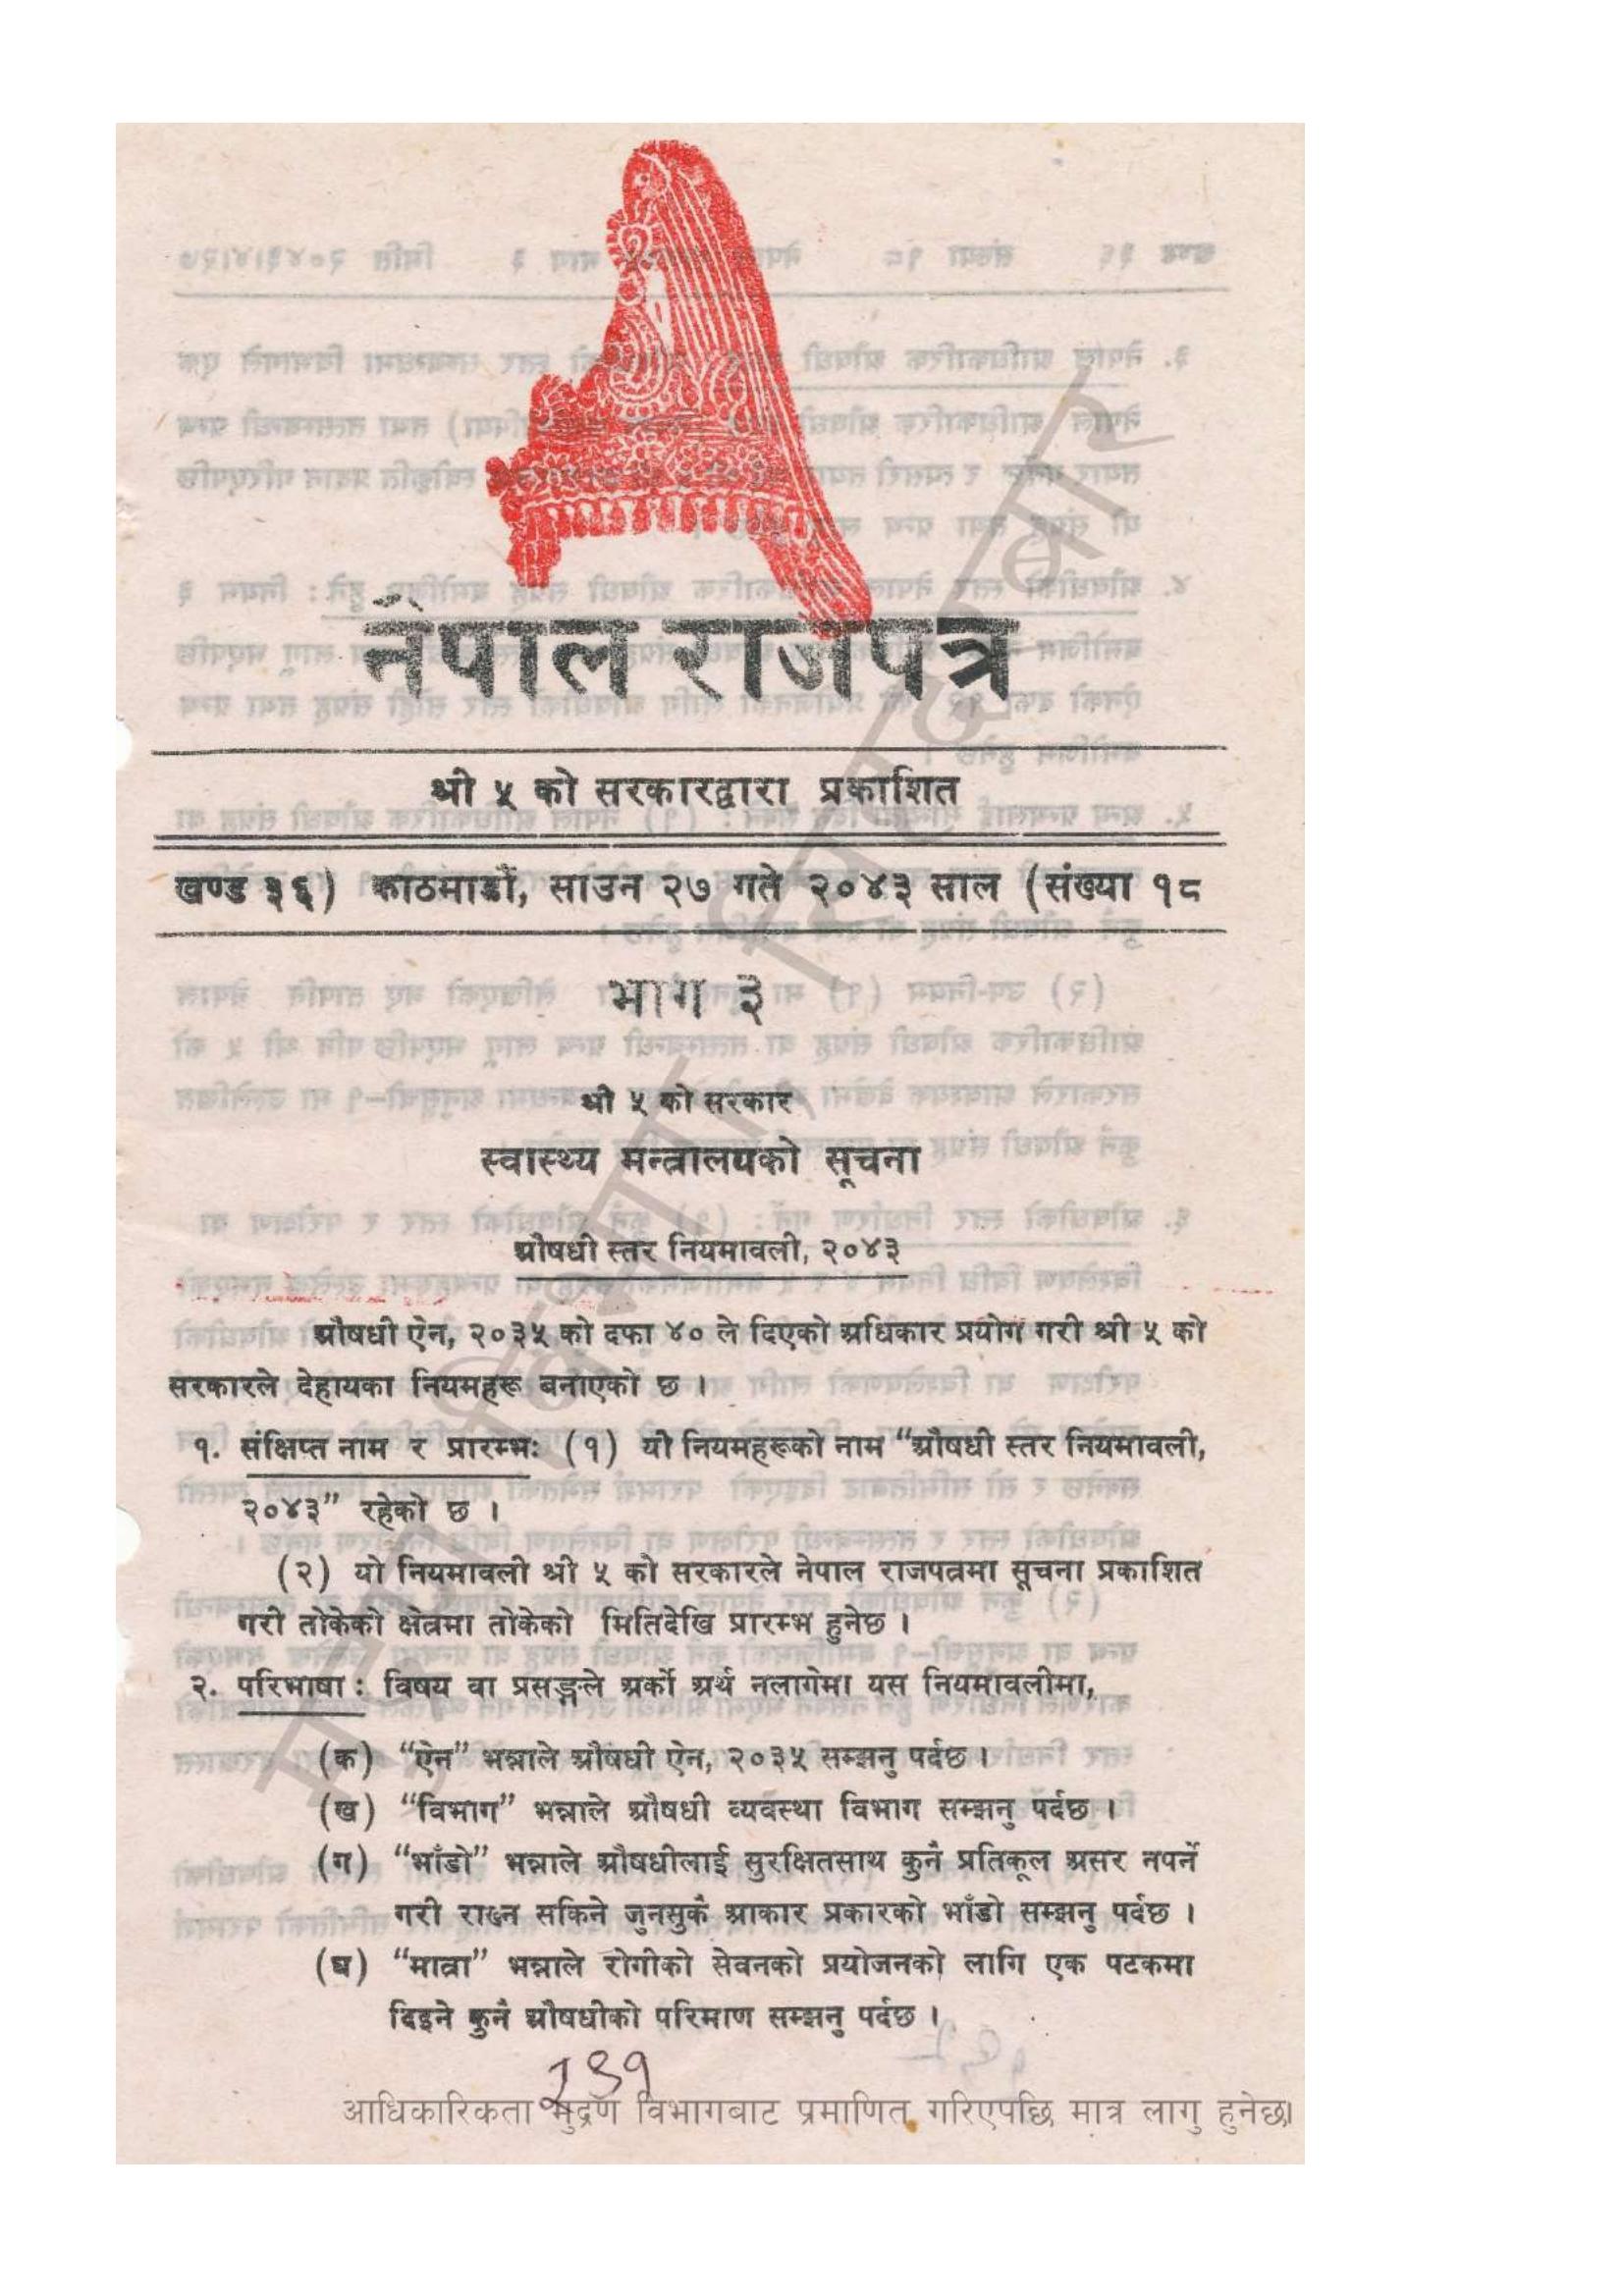 नेपाल राजपत्र
श्री ५ को सरकारद्वारा प्रकाशित
खण्ड ३६) काठमाडौं, साउन २७ गते २०४३ साल (संख्या १८
भाग ३
श्री ५ को सरकार
स्वास्थ्य मन्त्रालयको सूचना
औषधी स्तर नियमावली, २०४३
औषधी ऐन, २०३५ को दफा ४० ले दिएको अधिकार प्रयोग गरी श्री ५ को
सरकारले देहायका नियमहरू बनाएको छ ।
१. संक्षिप्त नाम र प्रारम्भः (१) यी नियमहरूको नाम “औषधी स्तर नियमावली,
२०४३” रहेको छ ।
(२) यो नियमावली श्री ५ को सरकारले नेपाल राजपत्रमा सूचना प्रकाशित
गरी तोकेको क्षेत्रमा तोकेको मितिदेखि प्रारम्भ हुनेछ ।
२. परिभाषा : विषय वा प्रसङ्गले अर्को अर्थ नलागेमा यस नियमावलीमा,
(क) “ऐन” भन्नाले औषधी ऐन, २०३५ सम्झनु पर्दछ ।
(ख) “विभाग” भन्नाले औषधी व्यवस्था विभाग सम्झनु पर्दछ ।
(ग) “भाँडो” भन्नाले औषधीलाई सुरक्षितसाथ कुनै प्रतिकूल असर नपर्ने
गरी राख्न सकिने जुनसुकै आकार प्रकारको भाँडो सम्झनु पर्दछ ।
(घ) “मात्रा” भन्नाले रोगीको सेवनको प्रयोजनको लागि एक पटकमा
दिइने कुनै औषधीको परिमाण सम्झनु पर्दछ ।
आधिकारिकता मुद्रण विभागबाट प्रमाणित गरिएपछि मात्र लागु हुनेछ।